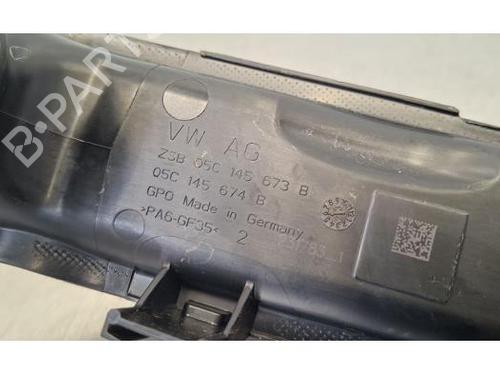 B-PARTS
VW AG
ZSB 05C 145 673 B
05C 145 674 B
GPO Made in Germany
>PA6-GF35< 2